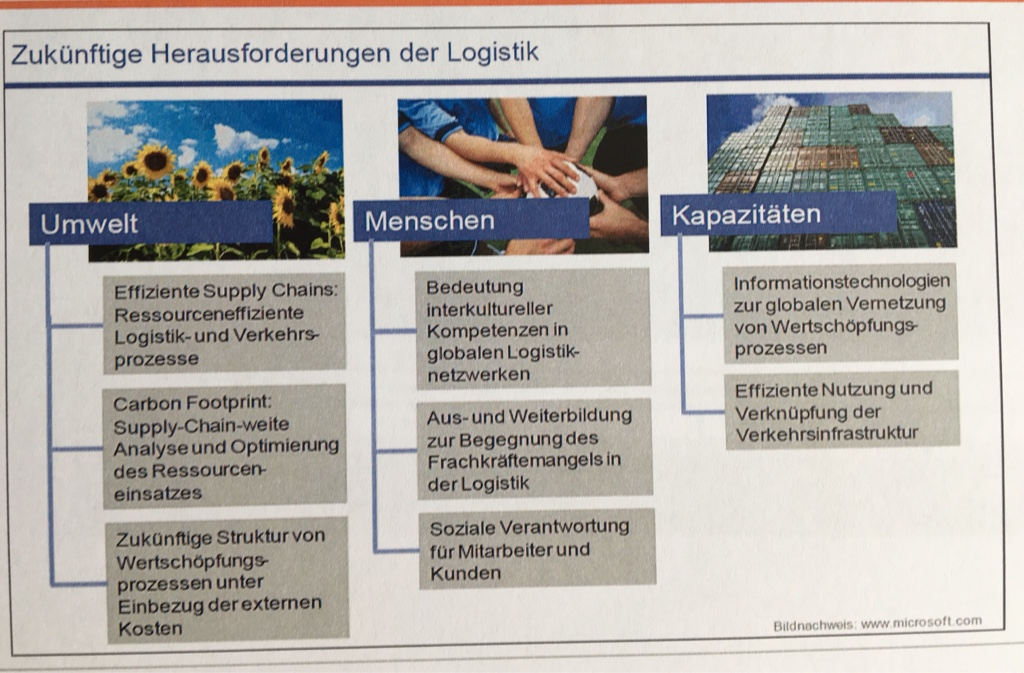 Zukünftige Herausforderungen der Logistik
Umwelt
Effiziente Supply Chains:
Ressourceneffiziente
Logistik- und Verkehrs-
prozesse
Carbon Footprint:
Supply-Chain-weite
Analyse und Optimierung
des Ressourcen-
einsatzes
Zukünftige Struktur von
Wertschöpfungs-
prozessen unter
Einbezug der externen
Kosten
Menschen
Bedeutung
interkultureller
Kompetenzen in
globalen Logistik-
netzwerken
Aus- und Weiterbildung
zur Begegnung des
Frachkräftemangels in
der Logistik
Soziale Verantwortung
für Mitarbeiter und
Kunden
Kapazitäten
Informationstechnologien
zur globalen Vernetzung
von Wertschöpfungs-
prozessen
Effiziente Nutzung und
Verknüpfung der
Verkehrsinfrastruktur
Bildnachweis: www.microsoft.com